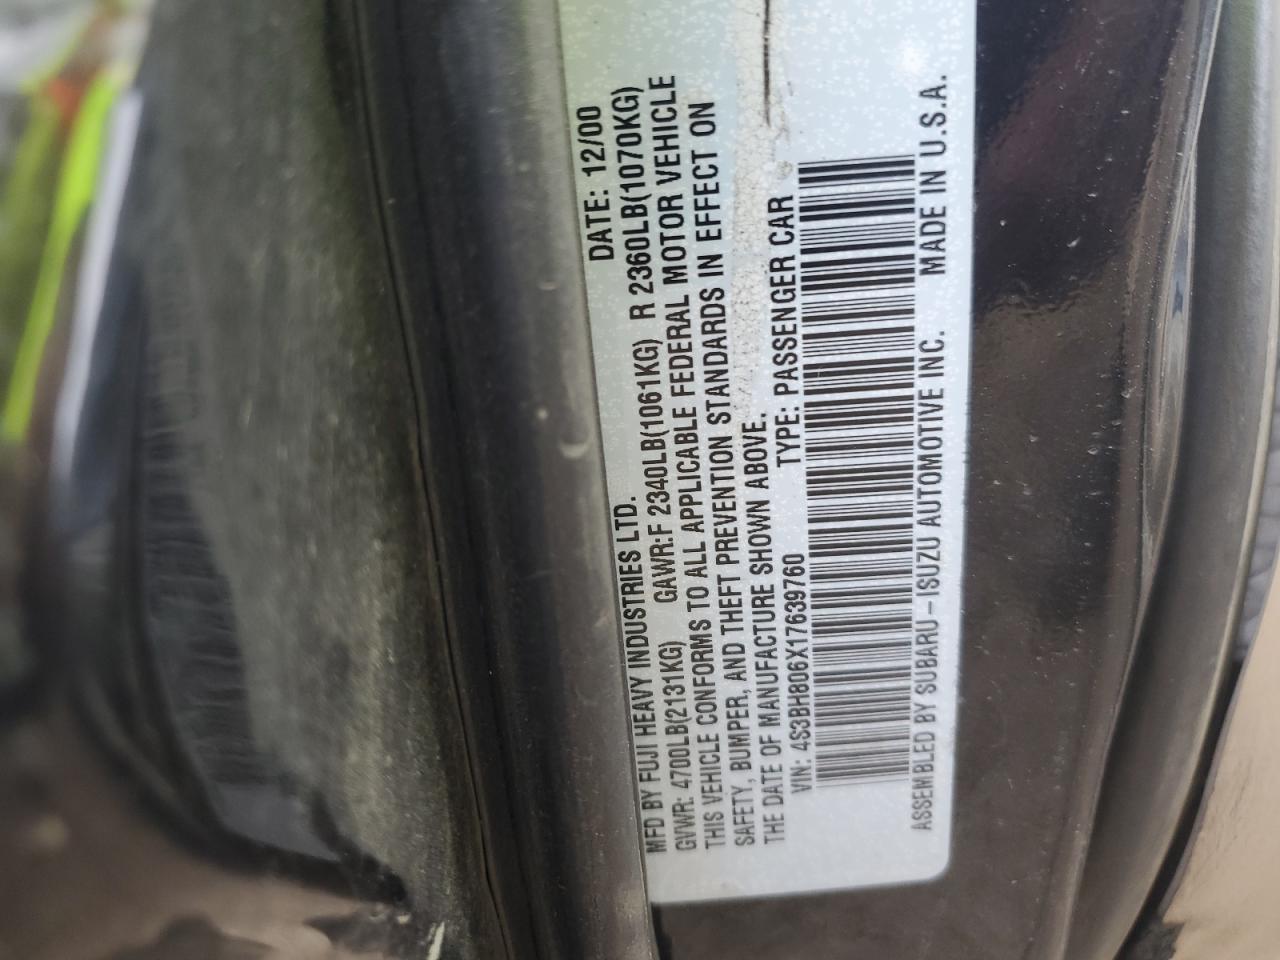 MFD BY FUJI HEAVY INDUSTRIES LTD. DATE: 12/00
GVWR: 4700LB(2131KG) GAWR:F 2340LB(1061KG) R 2360LB(1070KG)
THIS VEHICLE CONFORMS TO ALL APPLICABLE FEDERAL MOTOR VEHICLE
SAFETY, BUMPER, AND THEFT PREVENTION STANDARDS IN EFFECT ON
THE DATE OF MANUFACTURE SHOWN ABOVE.
VIN: 4S3BH806X17639760 TYPE: PASSENGER CAR
ASSEMBLED BY SUBARU-ISUZU AUTOMOTIVE INC. MADE IN U.S.A.